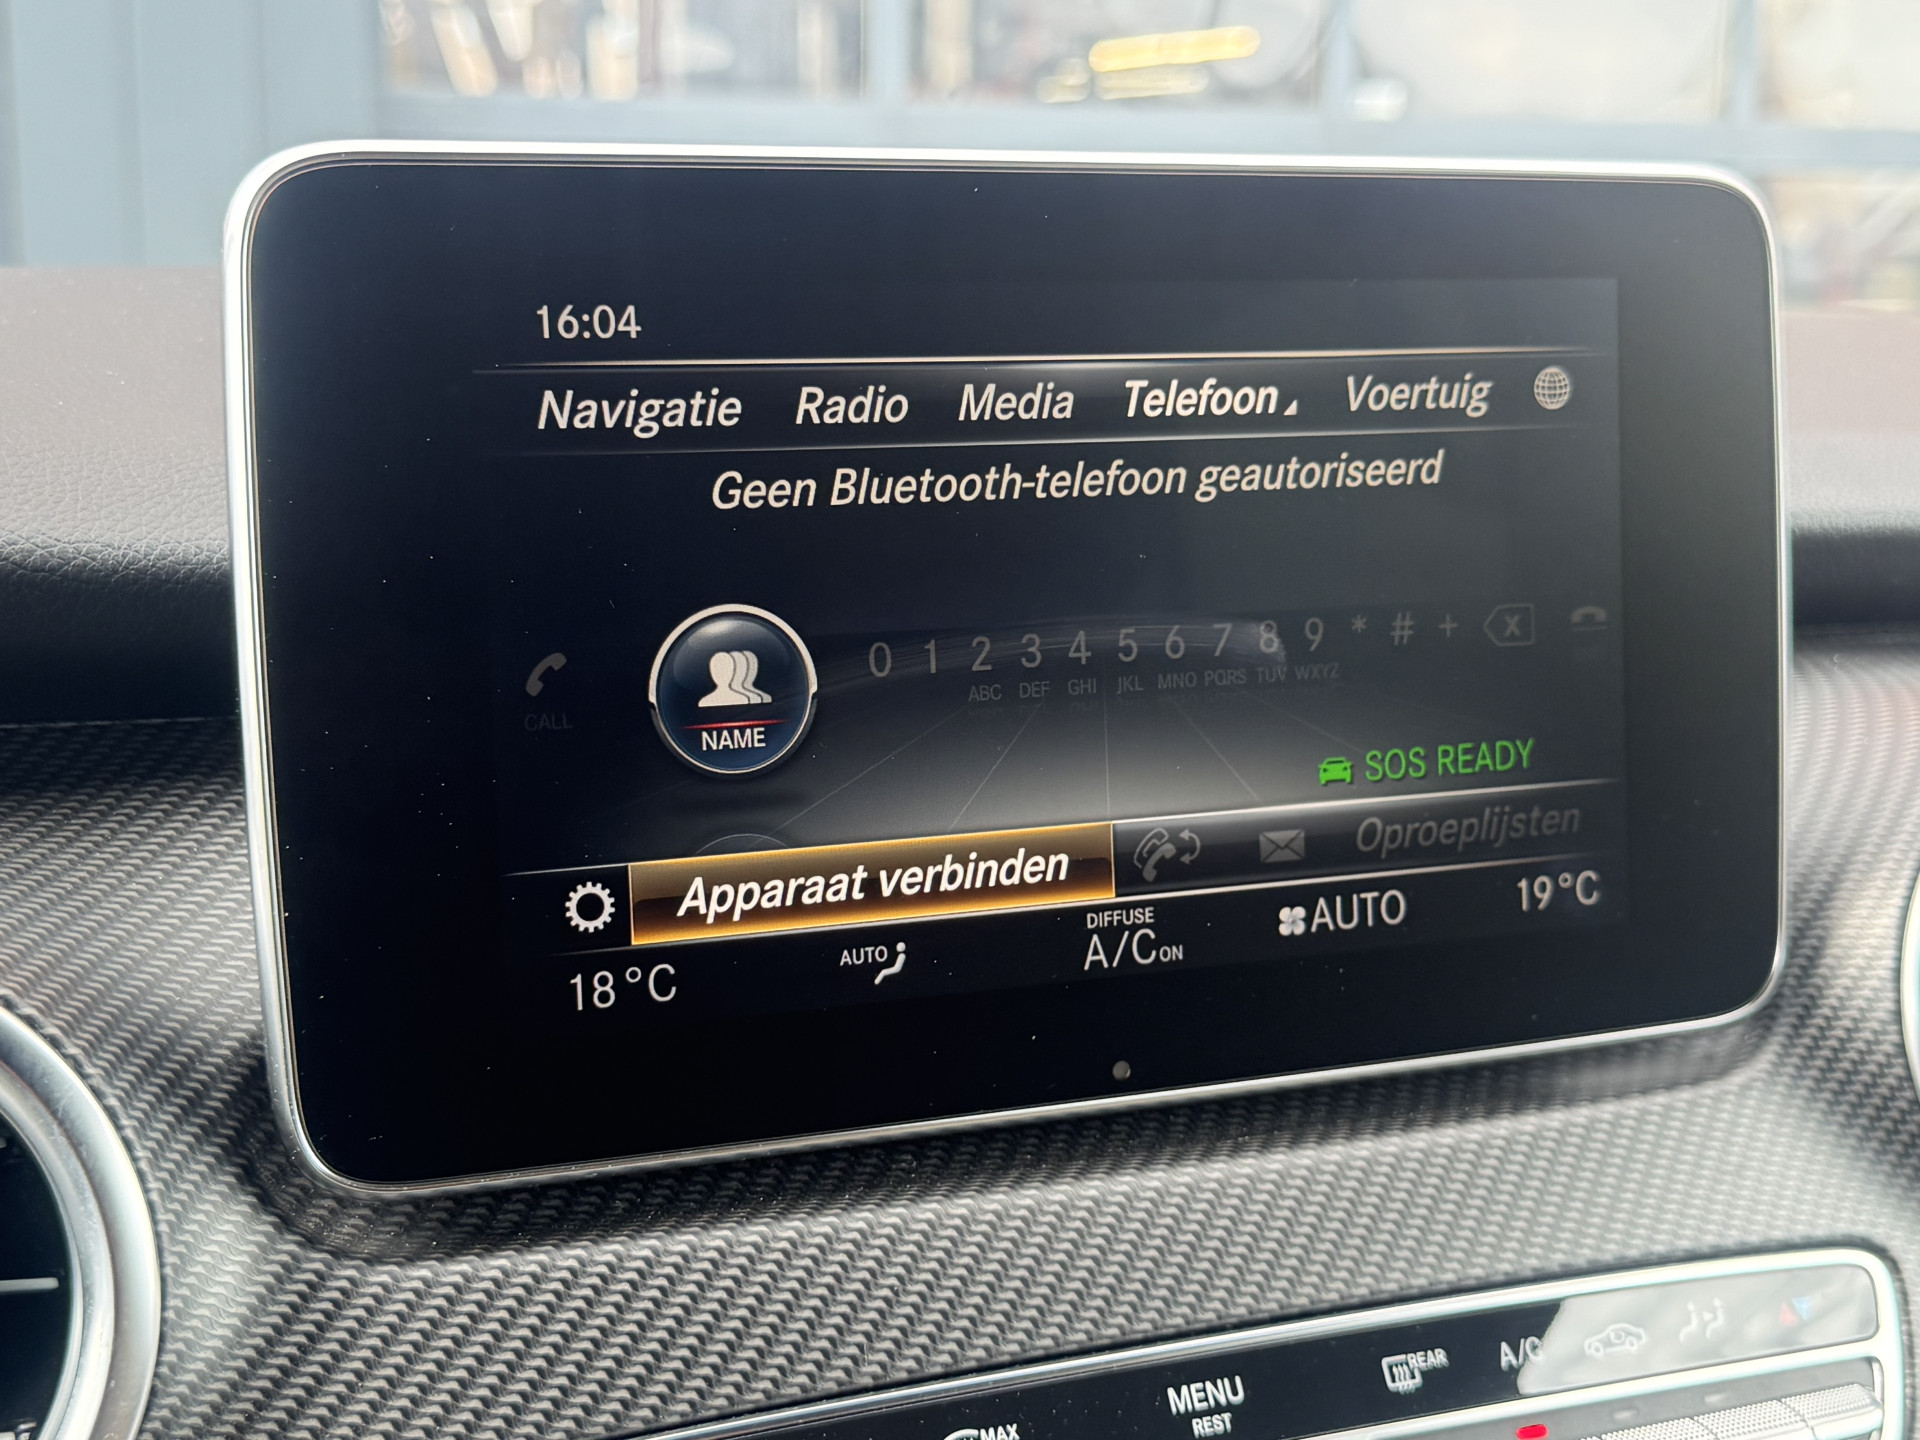 16:04
Navigatie Radio Media Telefoon Voertuig
Geen Bluetooth-telefoon geautoriseerd
0 1 2 3 4 5 6 7 8 9 * # + X
ABC DEF GHI JKL MNO PQRS TUV WXYZ
CALL
NAME
SOS READY
Apparaat verbinden Oproeplijsten
18°C AUTO DIFFUSE AUTO 19°C
A/C ON
REAR A/C
MENU
REST
MAX